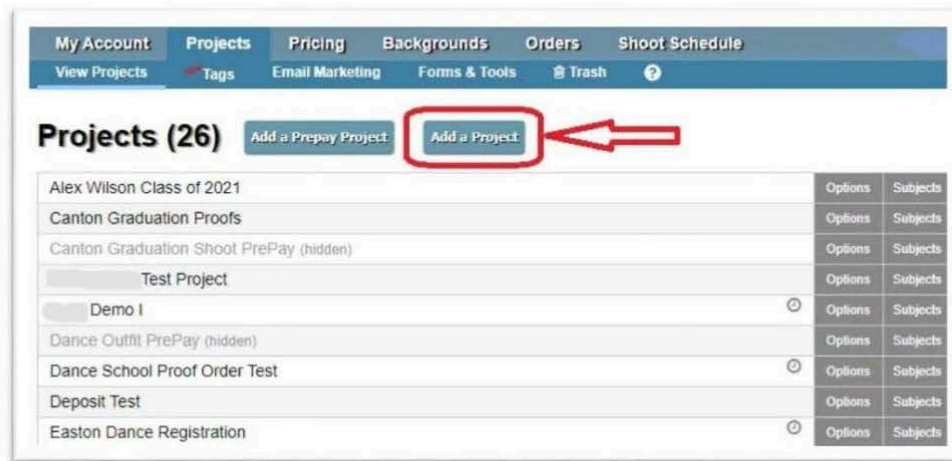 My Account Projects Pricing Backgrounds Orders Shoot Schedule
View Projects Tags Email Marketing Forms & Tools Trash ?
Projects (26) Add a Prepay Project Add a Project
Alex Wilson Class of 2021 Options Subjects
Canton Graduation Proofs Options Subjects
Canton Graduation Shoot PrePay (hidden) Options Subjects
Test Project Options Subjects
Demo I Options Subjects
Dance Outfit PrePay (hidden) Options Subjects
Dance School Proof Order Test Options Subjects
Deposit Test Options Subjects
Easton Dance Registration Options Subjects